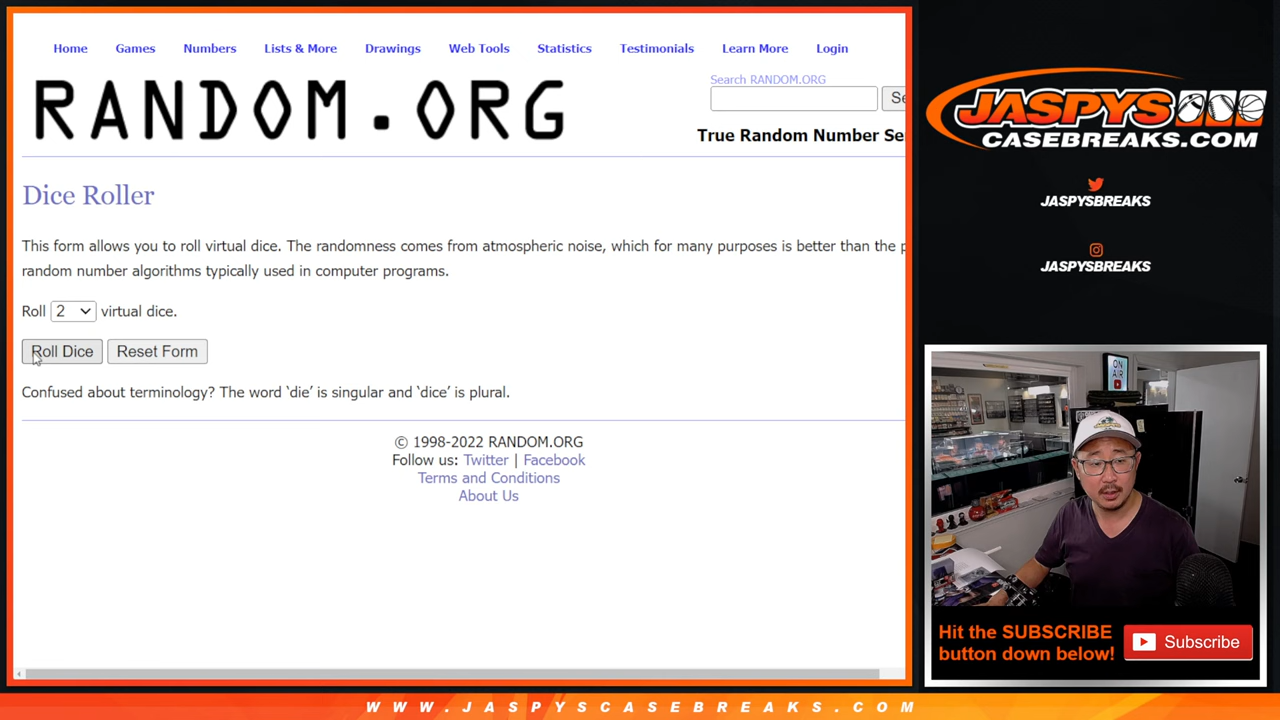 Home Games Numbers Lists & More Drawings Web Tools Statistics Testimonials Learn More Login
RANDOM.ORG
Search RANDOM.ORG
Se
True Random Number Se
Dice Roller
This form allows you to roll virtual dice. The randomness comes from atmospheric noise, which for many purposes is better than the p
random number algorithms typically used in computer programs.
Roll 2 virtual dice.
Roll Dice Reset Form
Confused about terminology? The word ‘die’ is singular and ‘dice’ is plural.
© 1998-2022 RANDOM.ORG
Follow us: Twitter | Facebook
Terms and Conditions
About Us
JASPYS
CASEBREAKS.COM
JASPYSBREAKS
JASPYSBREAKS
ON
AIR
Hit the SUBSCRIBE
button down below!
Subscribe
WWW.JASPYSCASEBREAKS.COM